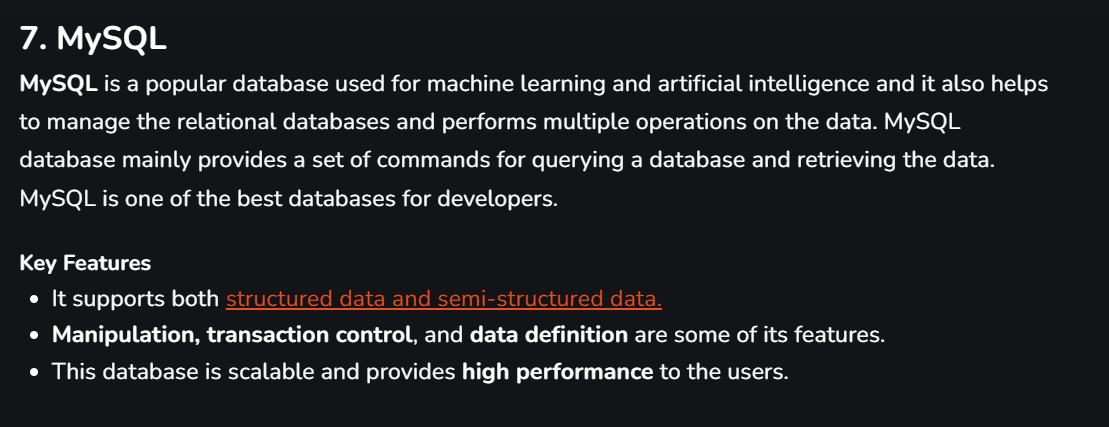 7. MySQL
MySQL is a popular database used for machine learning and artificial intelligence and it also helps
to manage the relational databases and performs multiple operations on the data. MySQL
database mainly provides a set of commands for querying a database and retrieving the data.
MySQL is one of the best databases for developers.
Key Features
• It supports both structured data and semi-structured data.
• Manipulation, transaction control, and data definition are some of its features.
• This database is scalable and provides high performance to the users.